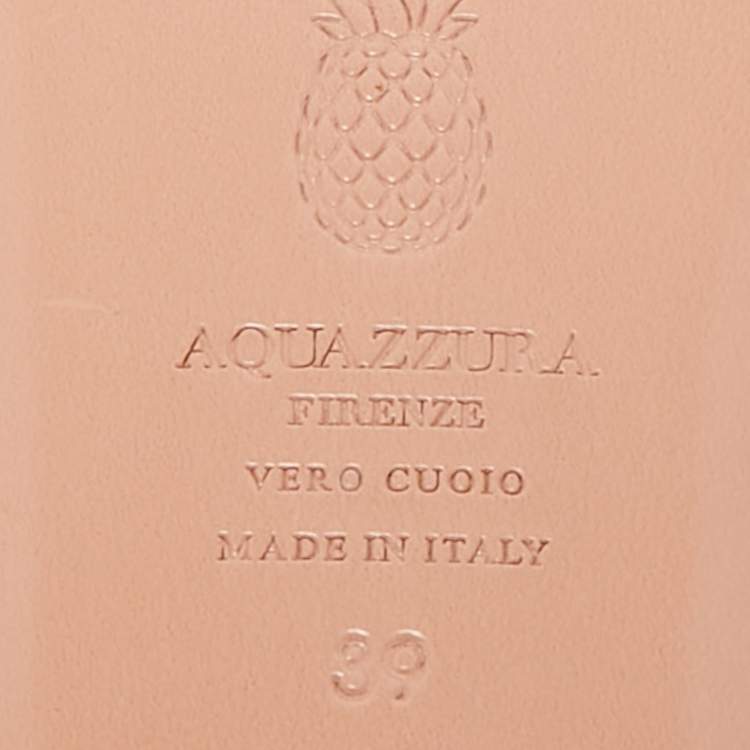 AQUAZZURA
FIRENZE
VERO CUOIO
MADE IN ITALY
39